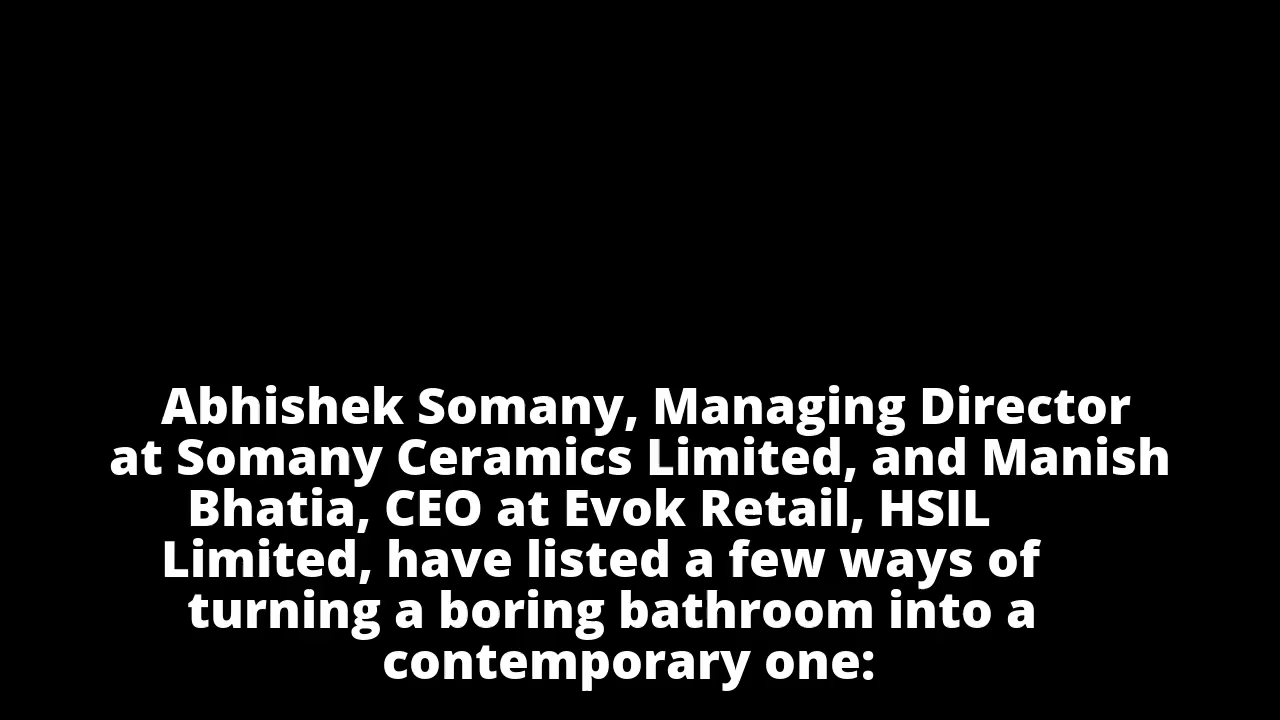 Abhishek Somany, Managing Director
at Somany Ceramics Limited, and Manish
Bhatia, CEO at Evok Retail, HSIL
Limited, have listed a few ways of
turning a boring bathroom into a
contemporary one: